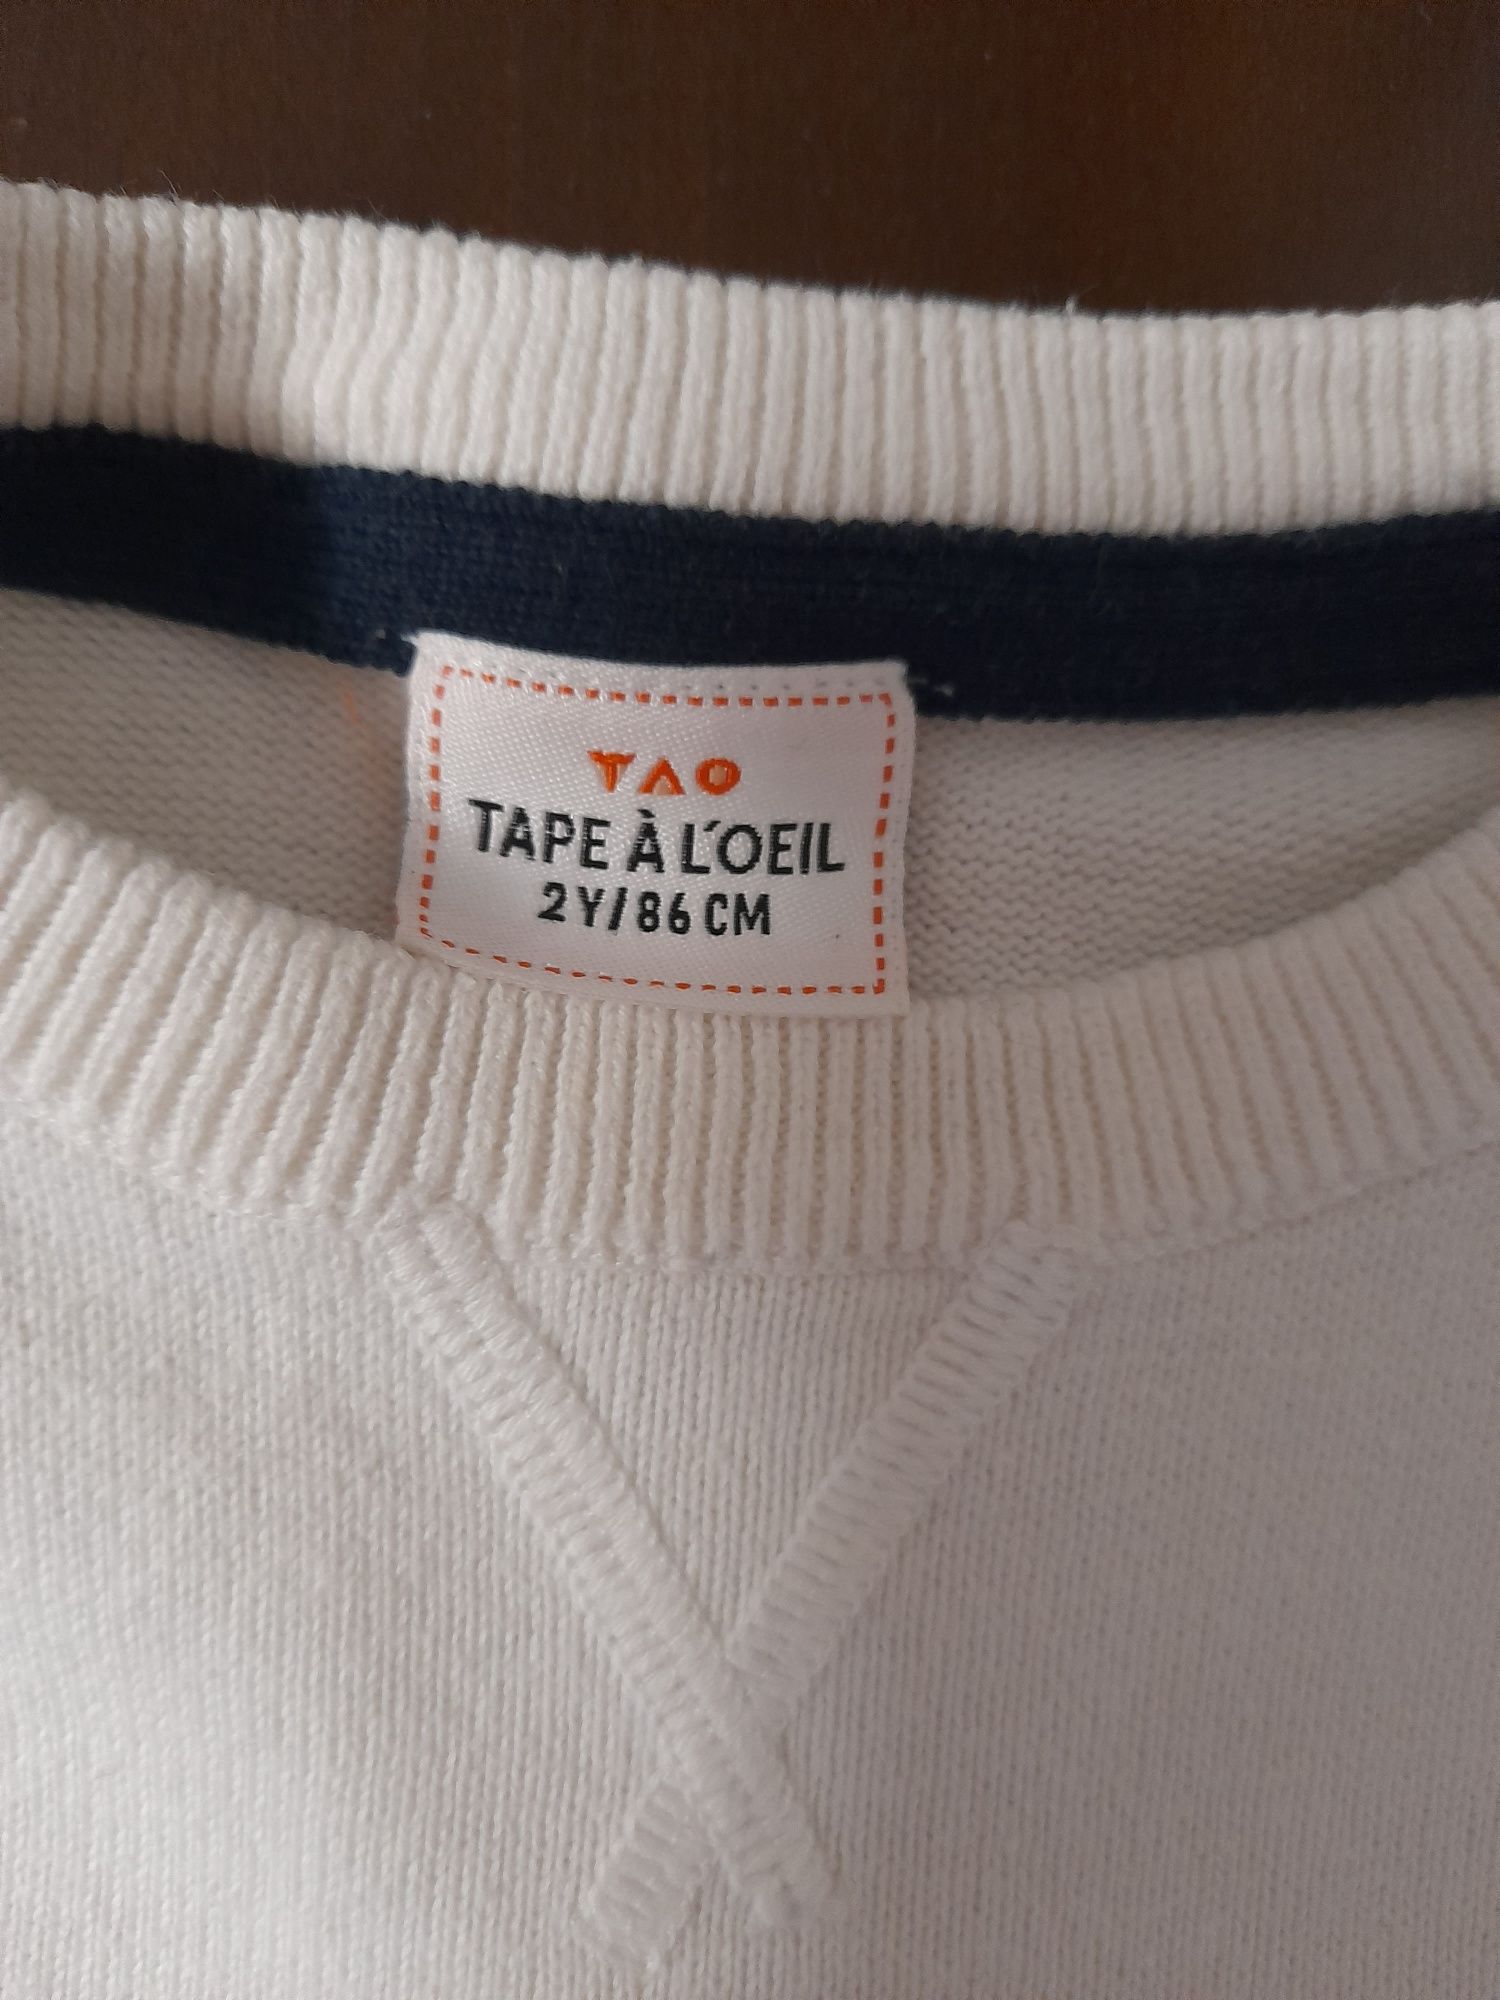 TAO
TAPE À L'OEIL
2Y/86 CM